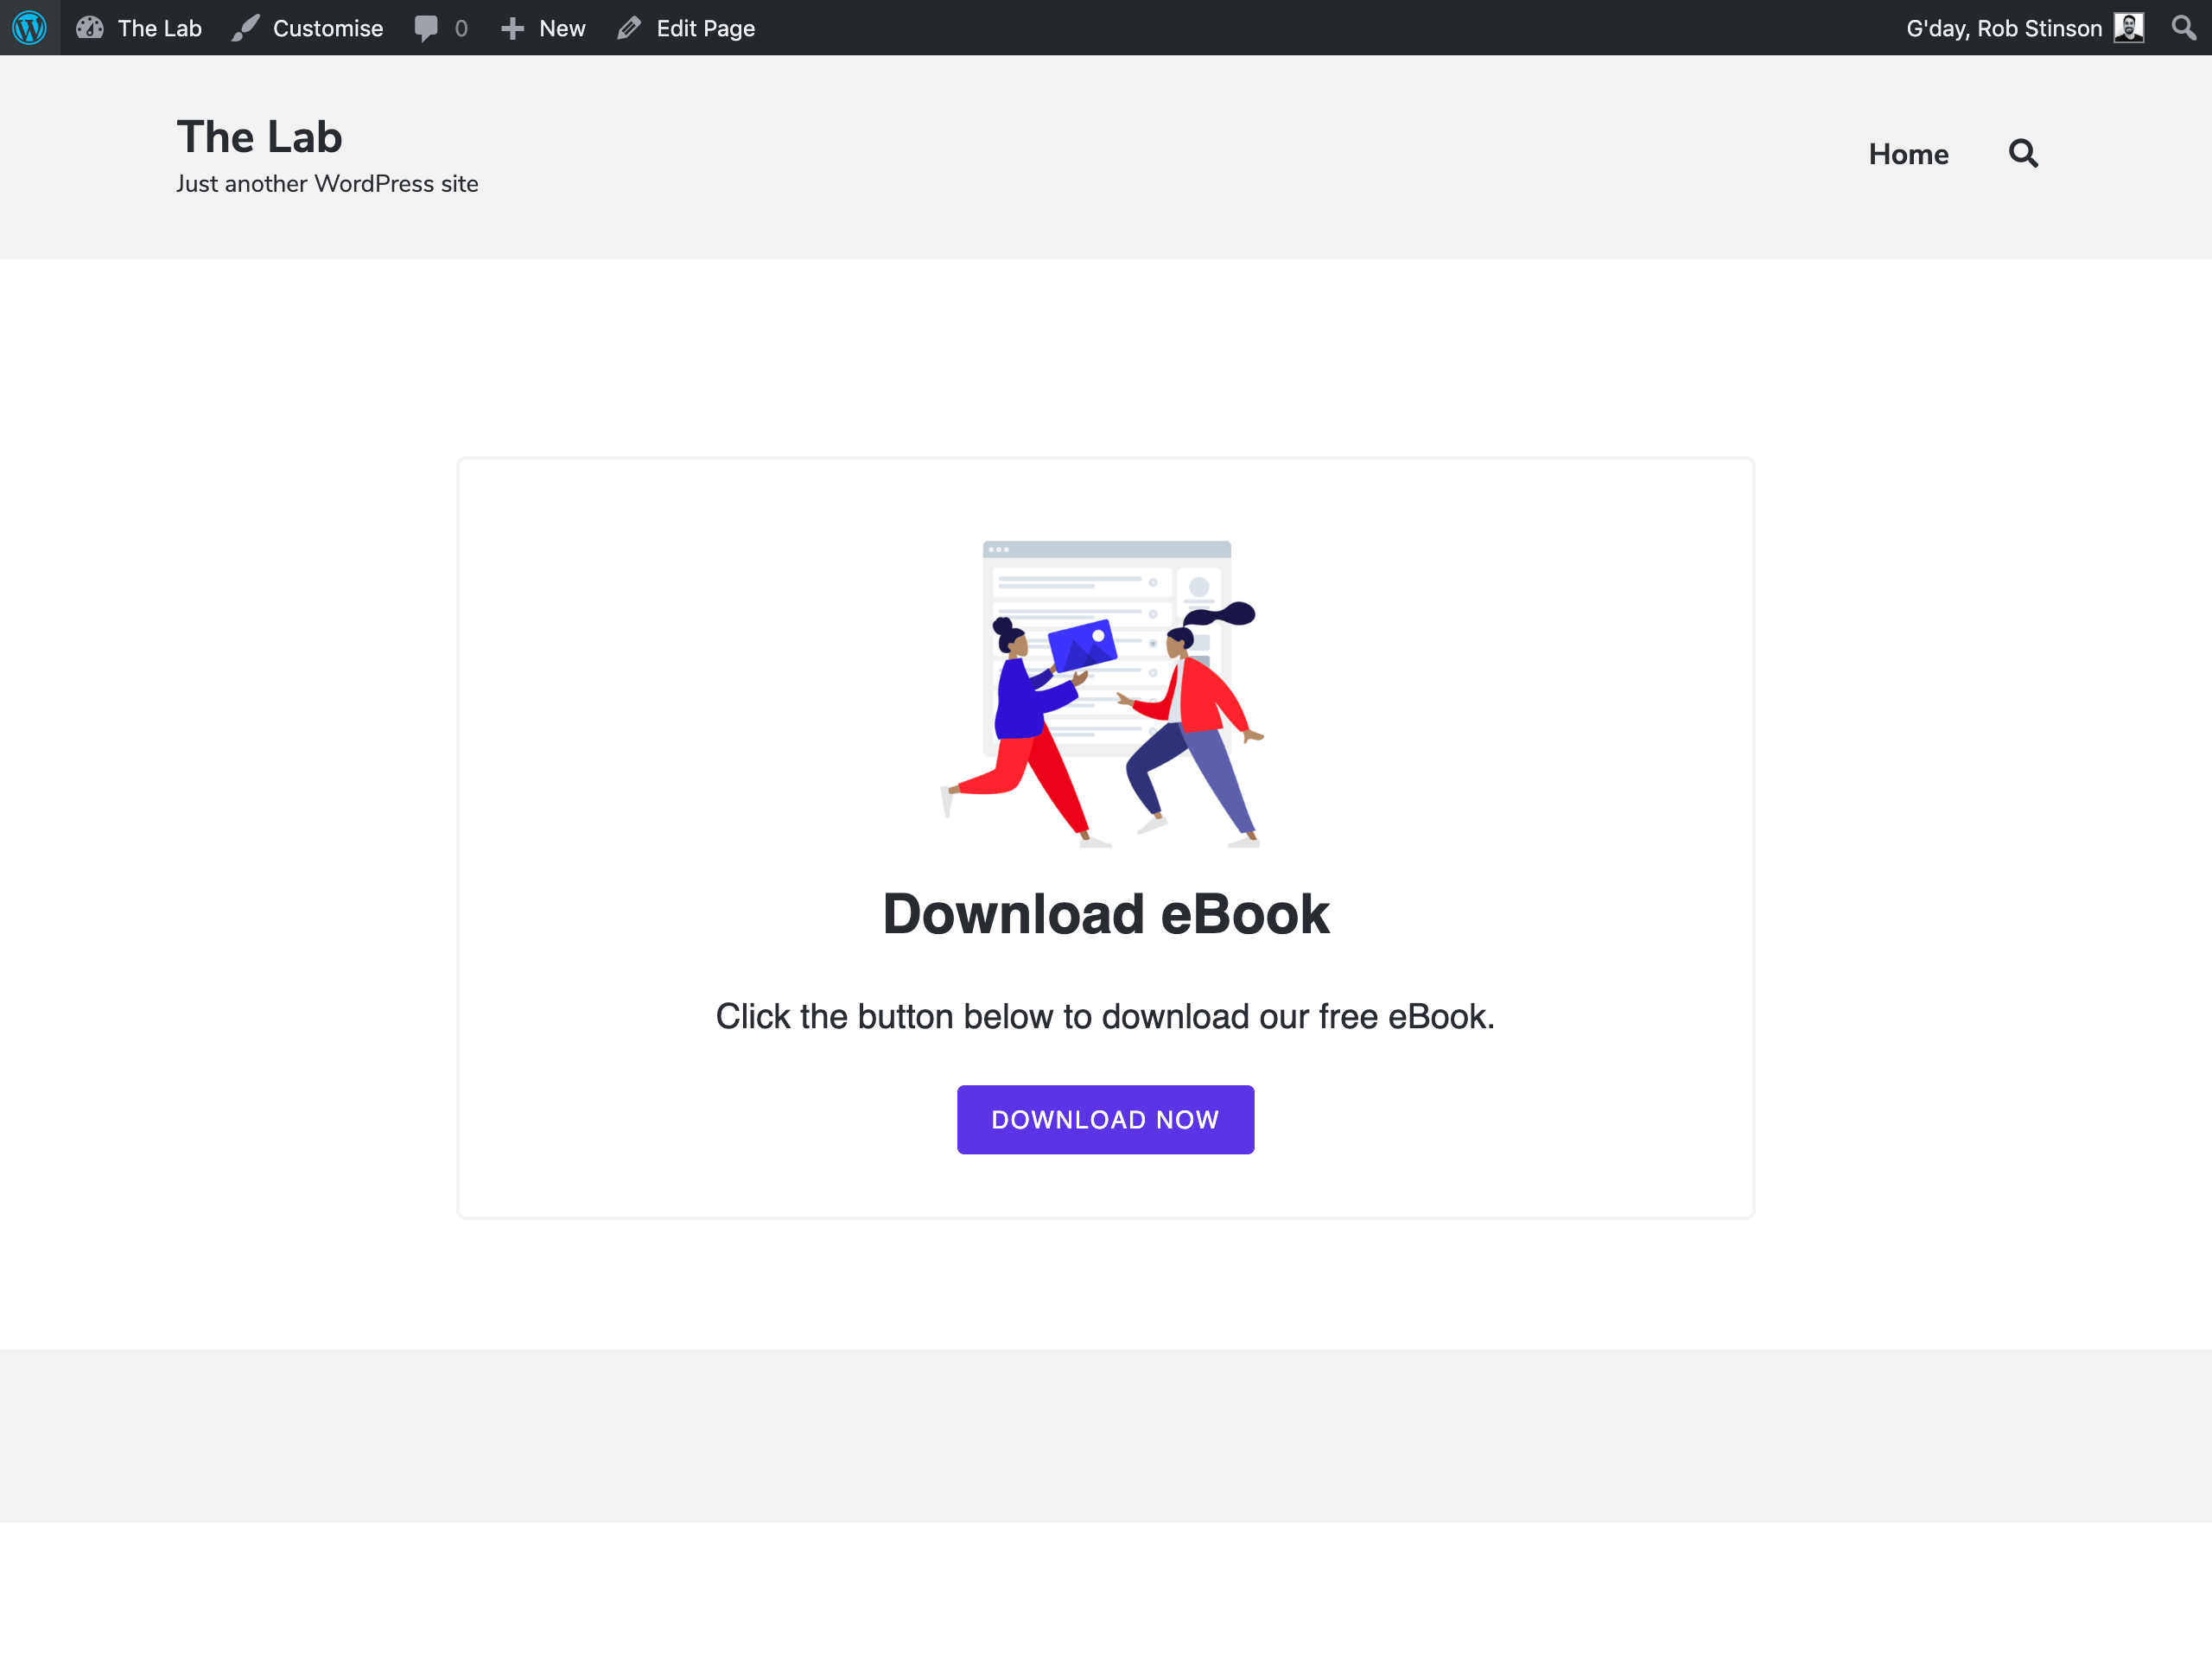 The Lab Customise 0 New Edit Page G'day, Rob Stinson
The Lab
Just another WordPress site
Home
Download eBook
Click the button below to download our free eBook.
DOWNLOAD NOW